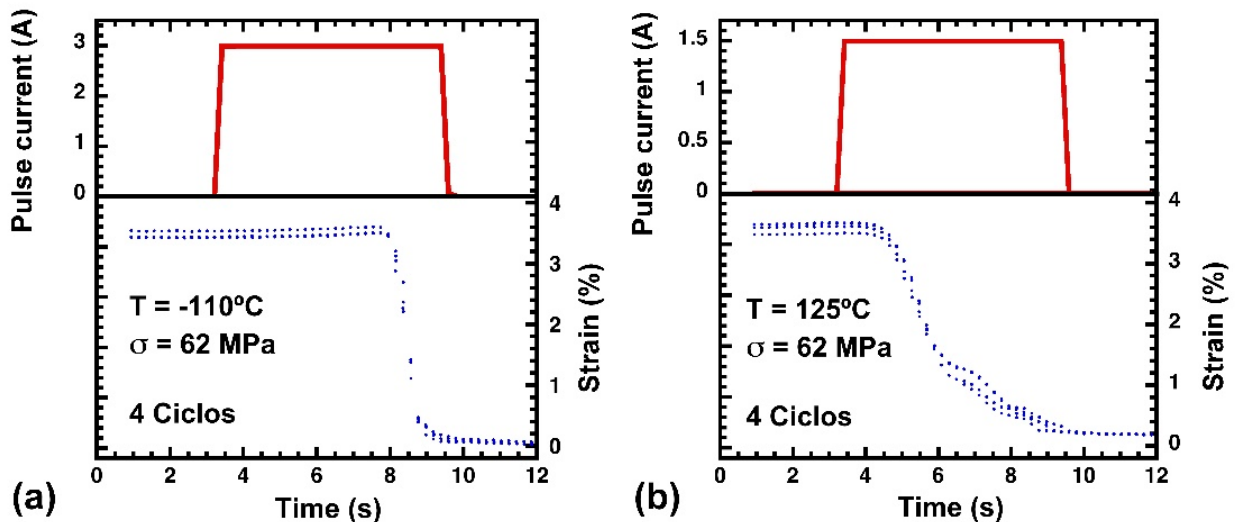 Pulse current (A)
3
2
1
0
4
3
2
1
0
Strain (%)
T = -110ºC
σ = 62 MPa
4 Ciclos
0 2 4 6 8 10 12
(a) Time (s)
Pulse current (A)
1.5
1
0.5
0
4
3
2
1
0
Strain (%)
T = 125ºC
σ = 62 MPa
4 Ciclos
0 2 4 6 8 10 12
(b) Time (s)